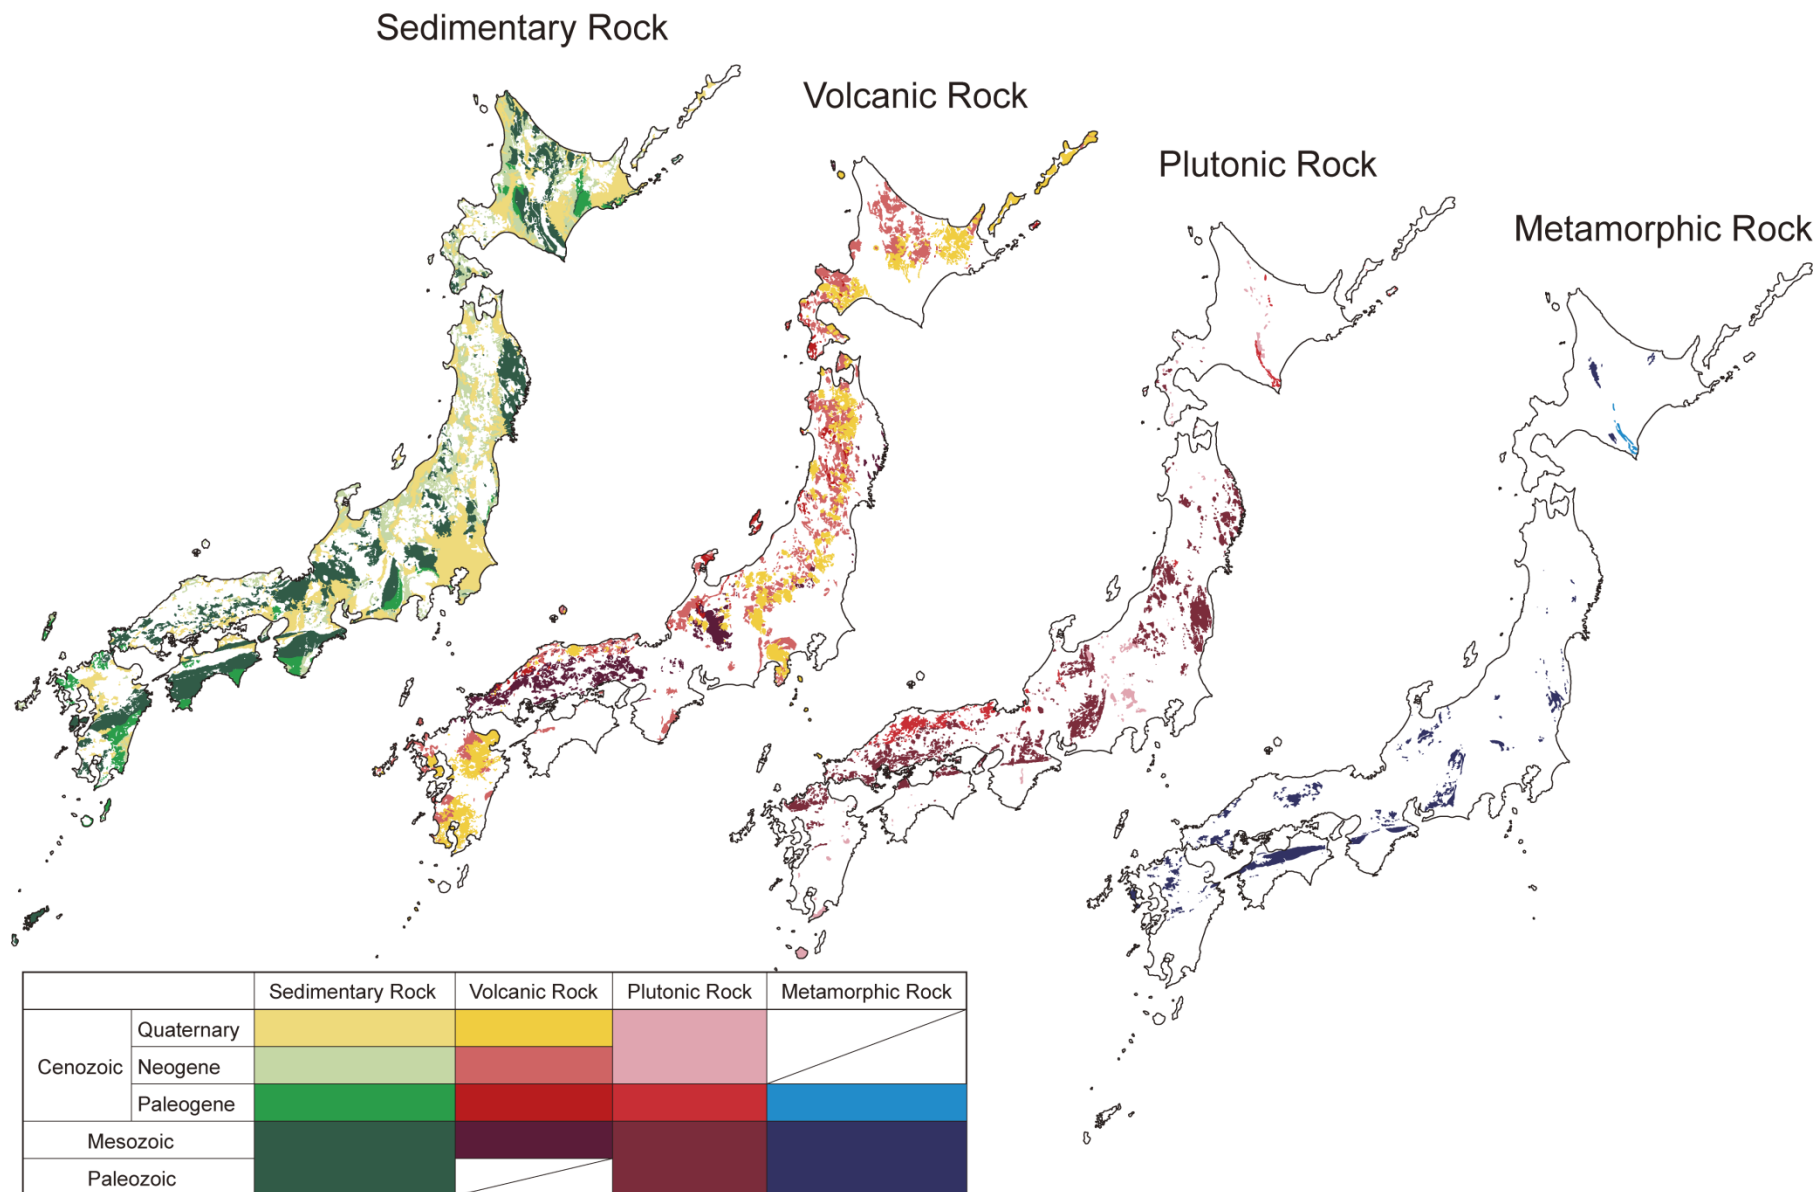 Sedimentary Rock
Volcanic Rock
Plutonic Rock
Metamorphic Rock
Sedimentary Rock Volcanic Rock Plutonic Rock Metamorphic Rock
Cenozoic
Quaternary
Neogene
Paleogene
Mesozoic
Paleozoic